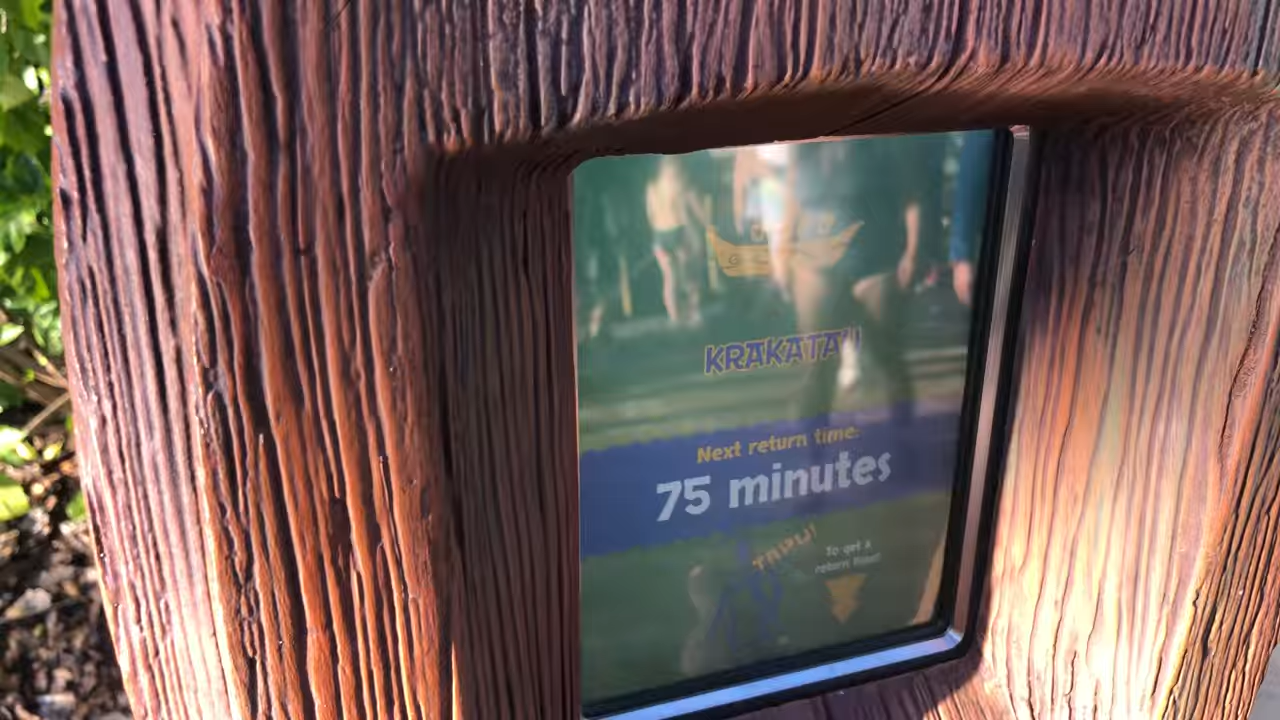 KRAKATAU
Next return time:
75 minutes
TAPU!
To get a
return time!